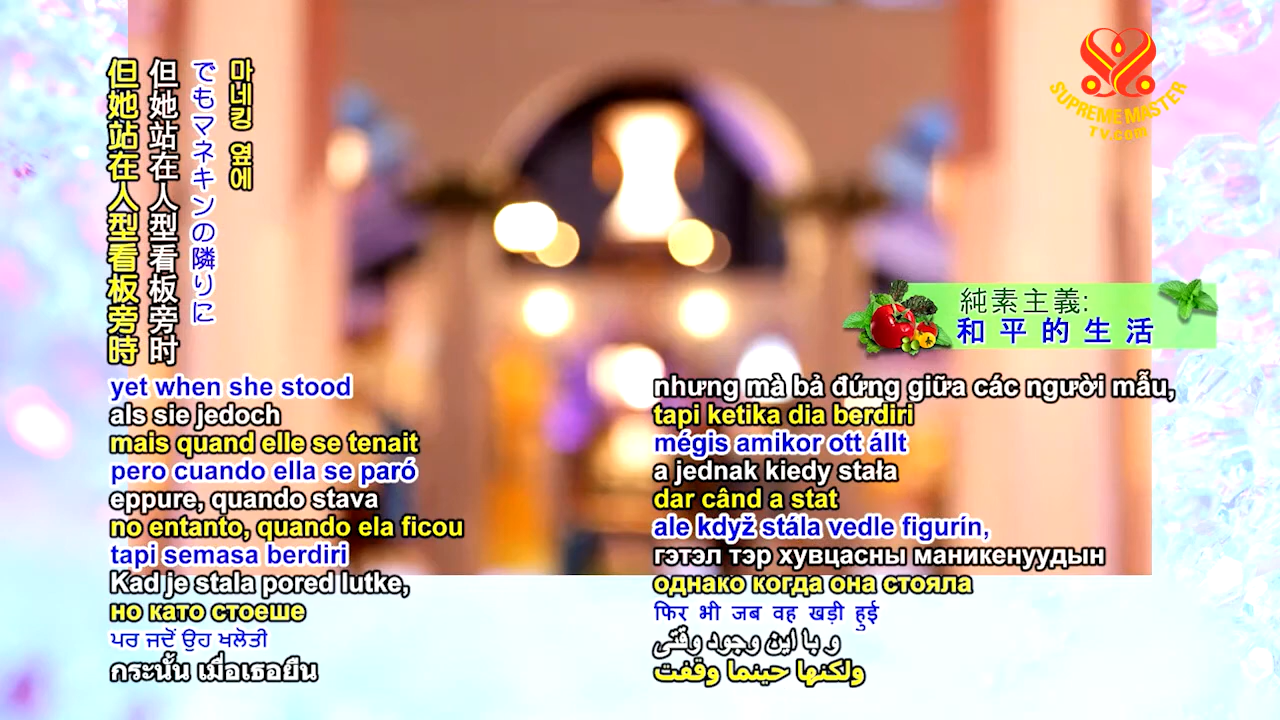 但她站在人型看板旁時
但她站在人型看板旁时
でもマネキンの隣りに
마네킹 옆에
SUPREME MASTER
TV.COM
純素主義:
和平的生活
yet when she stood
als sie jedoch
mais quand elle se tenait
pero cuando ella se paró
eppure, quando stava
no entanto, quando ela ficou
tapi semasa berdiri
Kad je stala pored lutke,
но като стоеше
ਪਰ ਜਦੋਂ ਉਹ ਖਲੋਤੀ
กระนั้น เมื่อเธอยืน
nhưng mà bả đứng giữa các người mẫu,
tapi ketika dia berdiri
mégis amikor ott állt
a jednak kiedy stała
dar când a stat
ale když stála vedle figurín,
гэтэл тэр хувцасны маникенуудын
однако когда она стояла
फिर भी जब वह खड़ी हुई
و با این وجود وقتی
ولكنها حينما وقفت